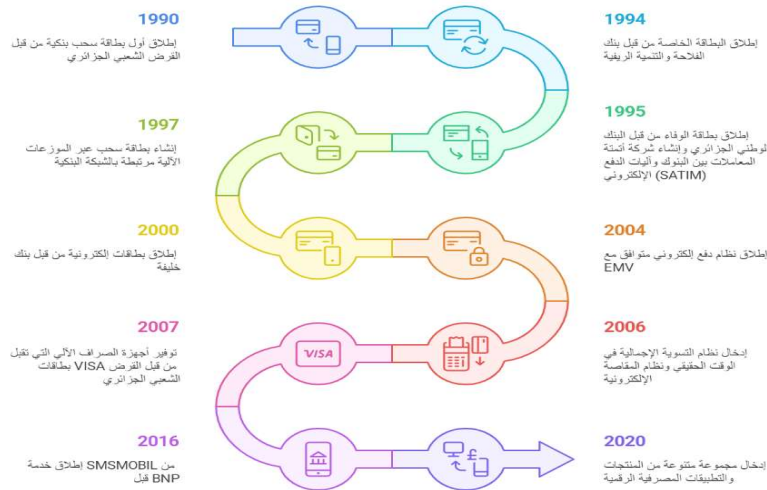 1990
إطلاق أول بطاقة سحب بنكية من قبل
القرض الشعبي الجزائري
1994
إطلاق البطاقة الخاصة من قبل بنك
الفلاحة والتنمية الريفية
1995
إطلاق بطاقة الوفاء من قبل البنك
لوطني الجزائري وإنشاء شركة أتمتة
المعاملات بين البنوك وآليات الدفع
(SATIM) الإلكتروني
1997
إنشاء بطاقة سحب عبر الموزعات
الآلية مرتبطة بالشبكة البنكية
2000
إطلاق بطاقات إلكترونية من قبل بنك
خليفة
2004
إطلاق نظام دفع إلكتروني متوافق مع
EMV
2006
إدخال نظام التسوية الإجمالية في
الوقت الحقيقي ونظام المقاصة
الإلكترونية
2007
توفير أجهزة الصراف الآلي التي تقبل
من قبل القرض VISA بطاقات
الشعبي الجزائري
VISA
2016
من SMSMOBIL إطلاق خدمة
BNP قبل
2020
إدخال مجموعة متنوعة من المنتجات
والتطبيقات المصرفية الرقمية